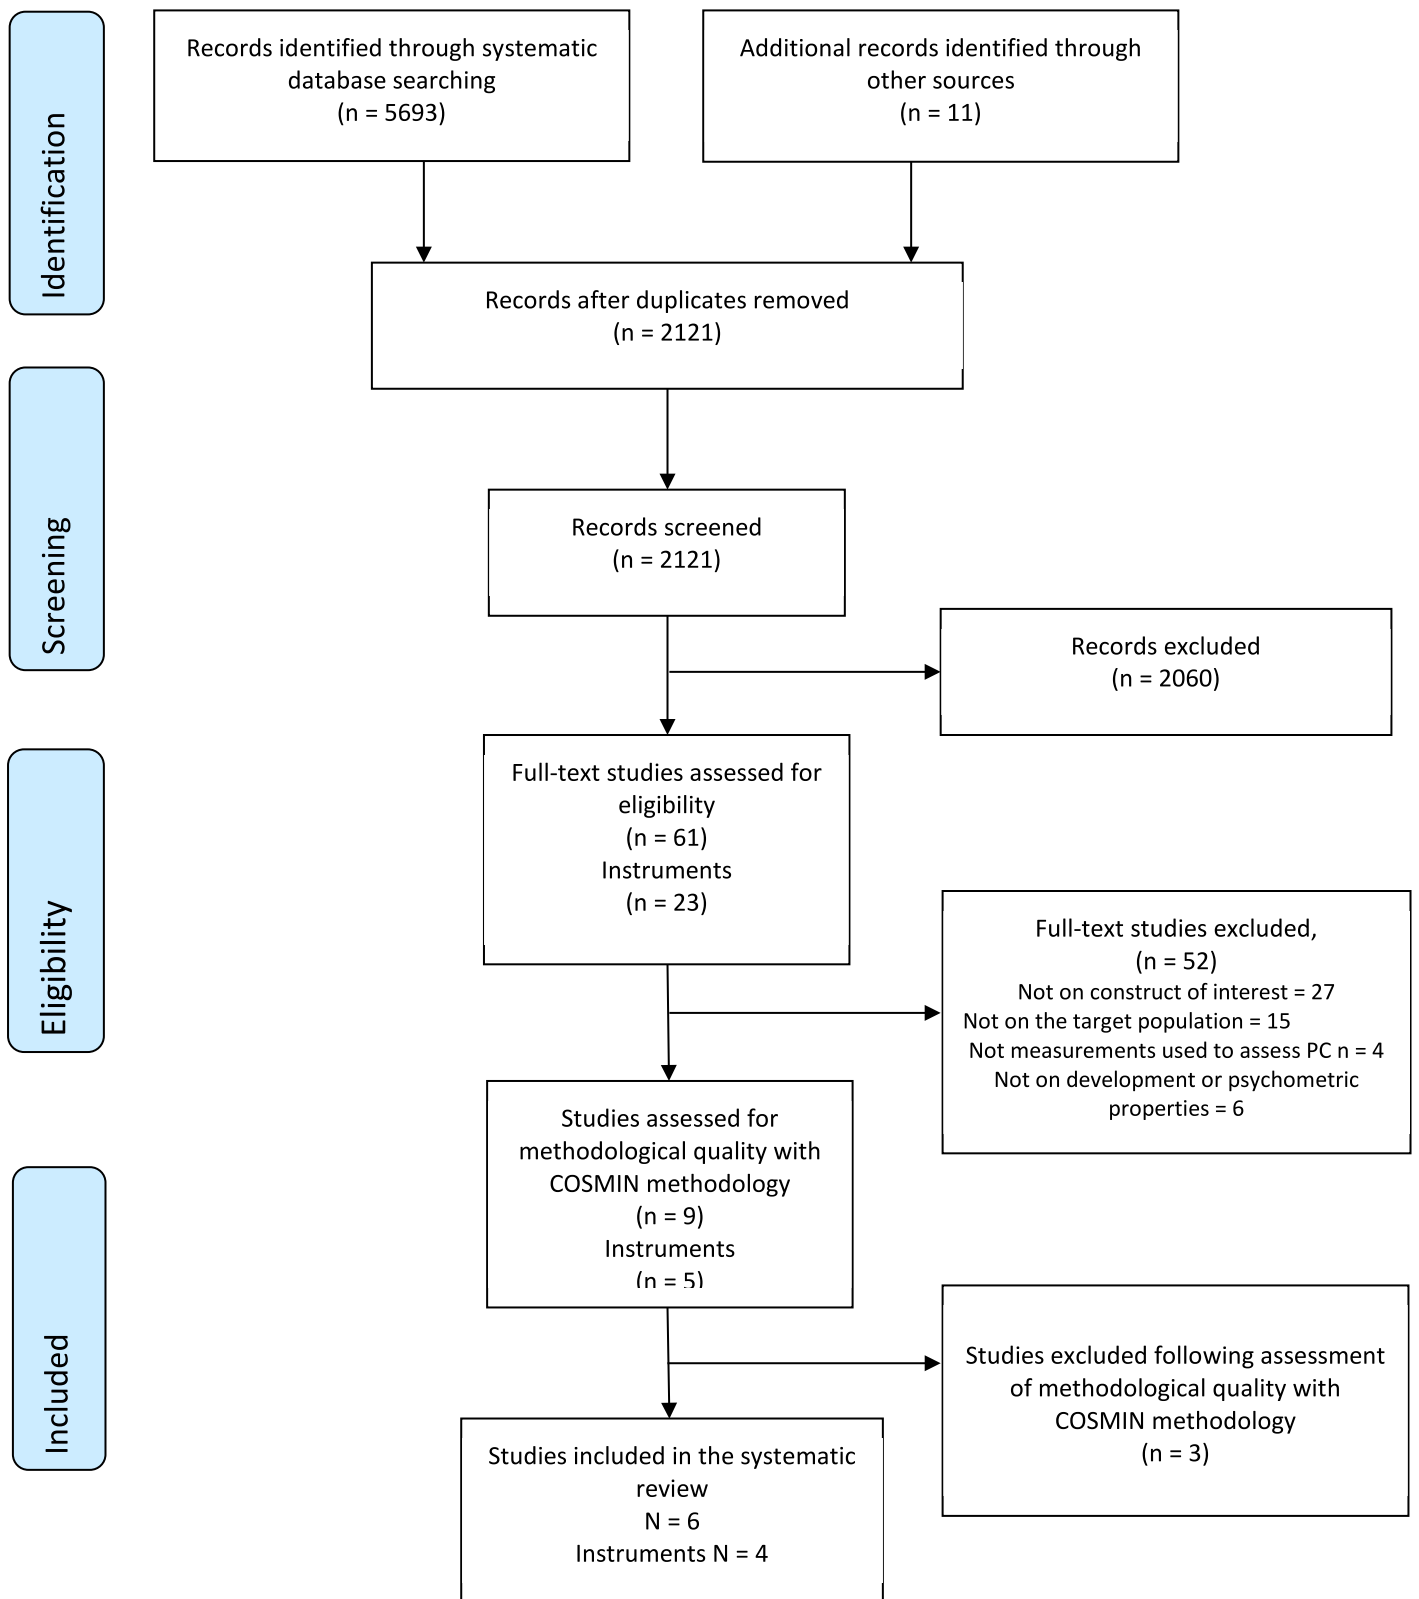 Identification
Records identified through systematic
database searching
(n = 5693)
Additional records identified through
other sources
(n = 11)
Records after duplicates removed
(n = 2121)
Screening
Records screened
(n = 2121)
Records excluded
(n = 2060)
Eligibility
Full-text studies assessed for
eligibility
(n = 61)
Instruments
(n = 23)
Full-text studies excluded,
(n = 52)
Not on construct of interest = 27
Not on the target population = 15
Not measurements used to assess PC n = 4
Not on development or psychometric
properties = 6
Studies assessed for
methodological quality with
COSMIN methodology
(n = 9)
Instruments
(n = 5)
Included
Studies excluded following assessment
of methodological quality with
COSMIN methodology
(n = 3)
Studies included in the systematic
review
N = 6
Instruments N = 4